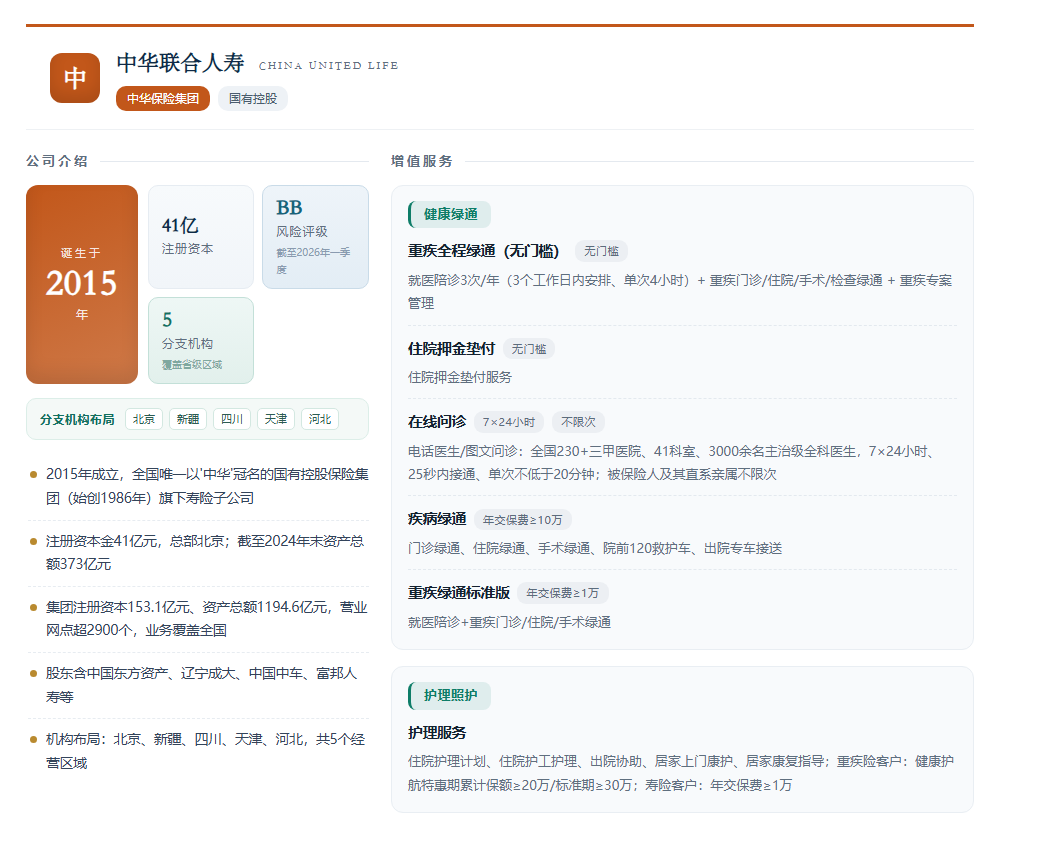 中
中华联合人寿 CHINA UNITED LIFE
中华保险集团 国有控股
公司介绍
诞生于
2015
年
41亿
注册资本
BB
风险评级
截至2026年一季
度
5
分支机构
覆盖省级区域
分支机构布局 北京 新疆 四川 天津 河北
2015年成立，全国唯一以'中华'冠名的国有控股保险集
团（始创1986年）旗下寿险子公司
注册资本金41亿元，总部北京；截至2024年末资产总
额373亿元
集团注册资本153.1亿元、资产总额1194.6亿元，营业
网点超2900个，业务覆盖全国
股东含中国东方资产、辽宁成大、中国中车、富邦人
寿等
机构布局：北京、新疆、四川、天津、河北，共5个经
营区域
增值服务
健康绿通
重疾全程绿通（无门槛） 无门槛
就医陪诊3次/年（3个工作日内安排、单次4小时）+ 重疾门诊/住院/手术/检查绿通 + 重疾专案
管理
住院押金垫付 无门槛
住院押金垫付服务
在线问诊 7×24小时 不限次
电话医生/图文问诊：全国230+三甲医院、41科室、3000余名主治级全科医生，7×24小时、
25秒内接通、单次不低于20分钟；被保险人及其直系亲属不限次
疾病绿通 年交保费≥10万
门诊绿通、住院绿通、手术绿通、院前120救护车、出院专车接送
重疾绿通标准版 年交保费≥1万
就医陪诊+重疾门诊/住院/手术绿通
护理照护
护理服务
住院护理计划、住院护工护理、出院协助、居家上门康护、居家康复指导；重疾险客户：健康护
航特惠期累计保额≥20万/标准期≥30万；寿险客户：年交保费≥1万